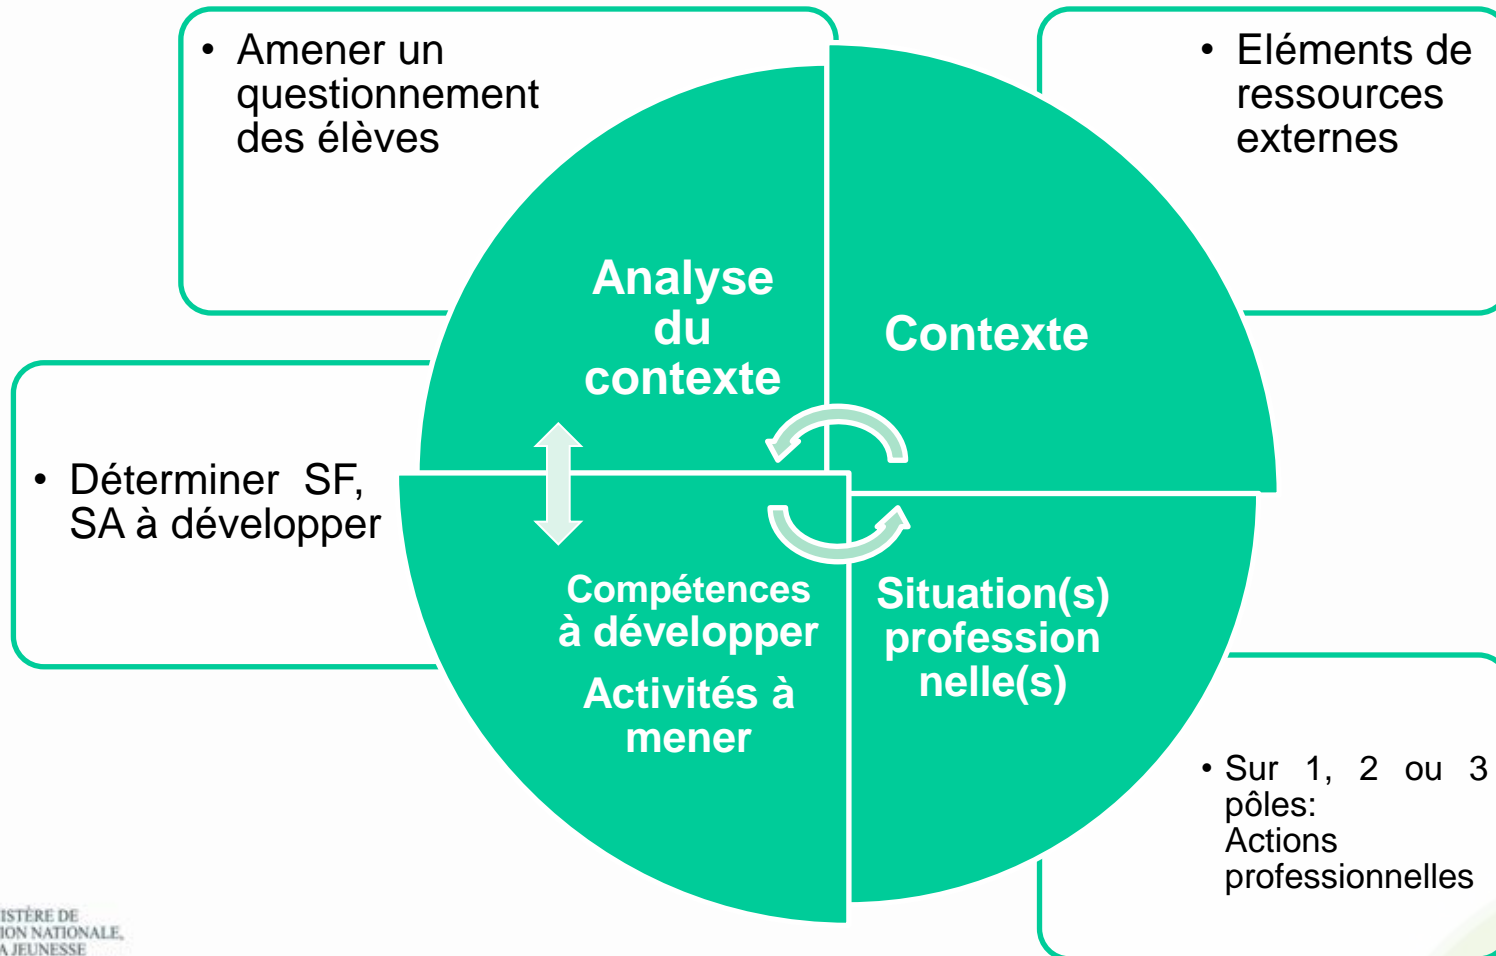 • Amener un
questionnement
des élèves
• Eléments de
ressources
externes
Analyse
du
contexte
Contexte
• Déterminer SF,
SA à développer
Compétences
à développer
Activités à
mener
Situation(s)
profession
nelle(s)
• Sur 1, 2 ou 3
pôles:
Actions
professionnelles
ISTÈRE DE
ION NATIONALE,
A JEUNESSE